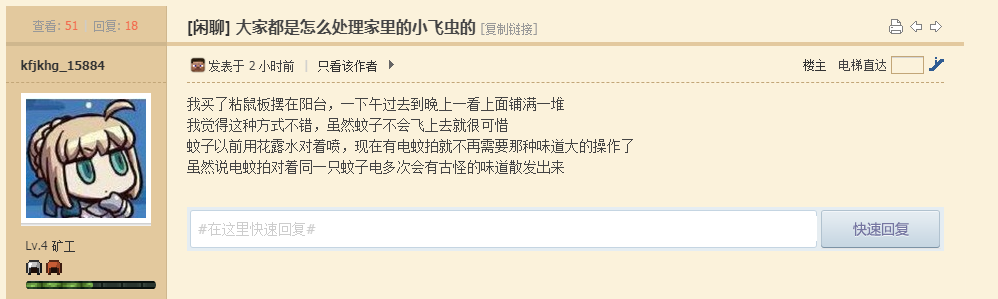 查看: 51 回复: 18
[闲聊] 大家都是怎么处理家里的小飞虫的 [复制链接]
kfjkhg_15884
发表于 2 小时前 | 只看该作者
楼主 电梯直达
我买了粘鼠板摆在阳台，一下午过去到晚上一看上面铺满一堆
我觉得这种方式不错，虽然蚊子不会飞上去就很可惜
蚊子以前用花露水对着喷，现在有电蚊拍就不再需要那种味道大的操作了
虽然说电蚊拍对着同一只蚊子电多次会有古怪的味道散发出来
#在这里快速回复#
快速回复
Lv.4 矿工